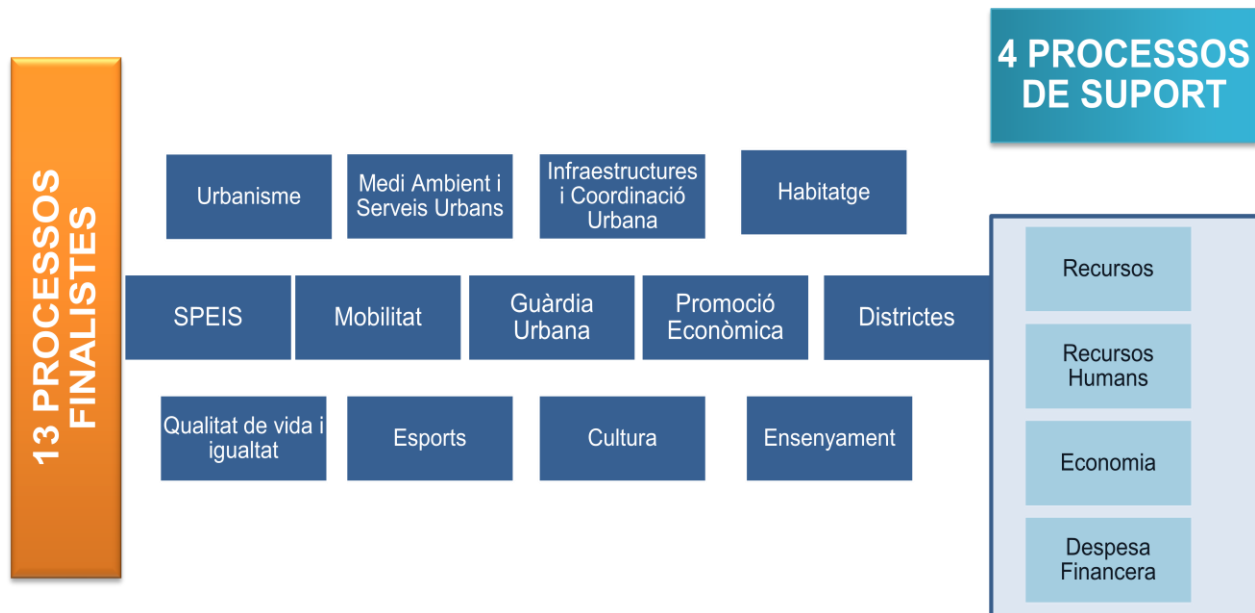 13 PROCESSOS
FINALISTES
4 PROCESSOS
DE SUPORT
Urbanisme
Medi Ambient i
Serveis Urbans
Infraestructures
i Coordinació
Urbana
Habitatge
SPEIS
Mobilitat
Guàrdia
Urbana
Promoció
Econòmica
Districtes
Qualitat de vida i
igualtat
Esports
Cultura
Ensenyament
Recursos
Recursos
Humans
Economia
Despesa
Financera